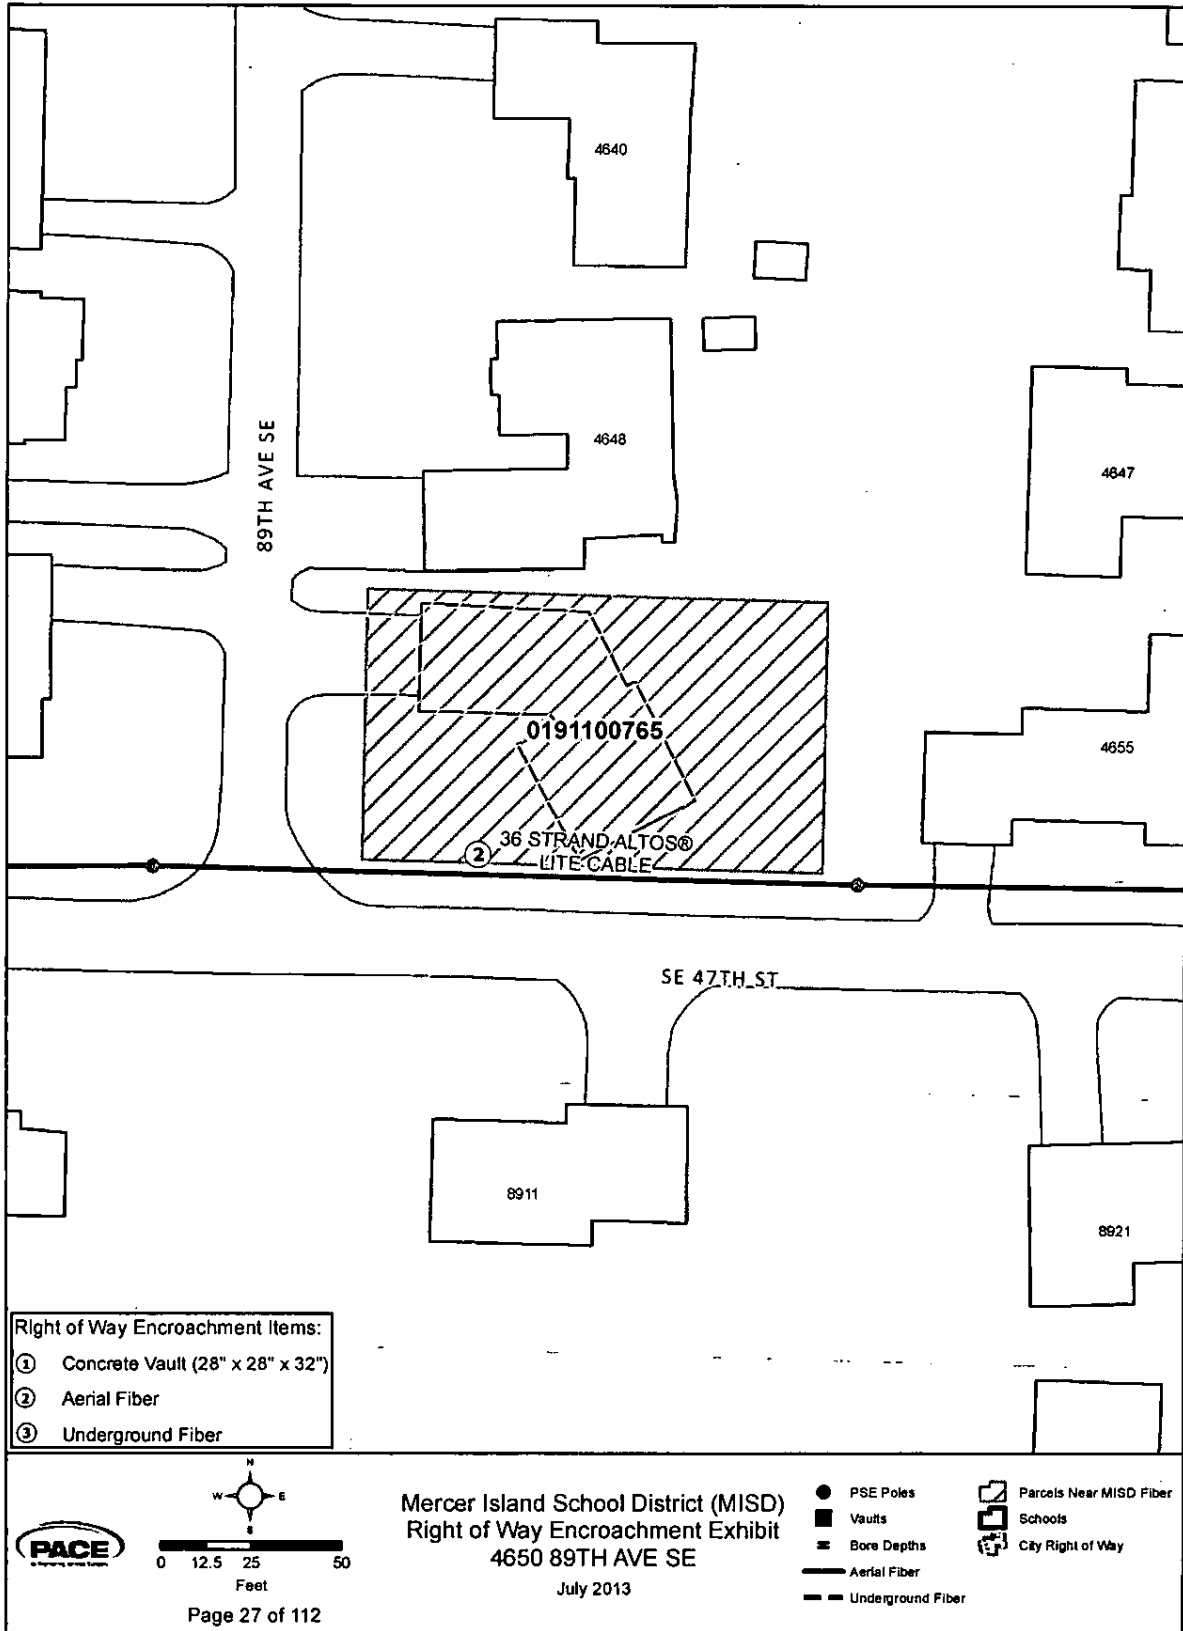 4640
4648
4647
89TH AVE SE
0191100765
4655
② 36 STRAND ALTOS®
LITE CABLE
SE 47TH ST
8911
8921
Right of Way Encroachment Items:
① Concrete Vault (28" x 28" x 32")
② Aerial Fiber
③ Underground Fiber
N
W E
S
PACE
0 12.5 25 50
Feet
Page 27 of 112
Mercer Island School District (MISD)
Right of Way Encroachment Exhibit
4650 89TH AVE SE
July 2013
PSE Poles
Vaults
Bore Depths
Aerial Fiber
Underground Fiber
Parcels Near MISD Fiber
Schools
City Right of Way